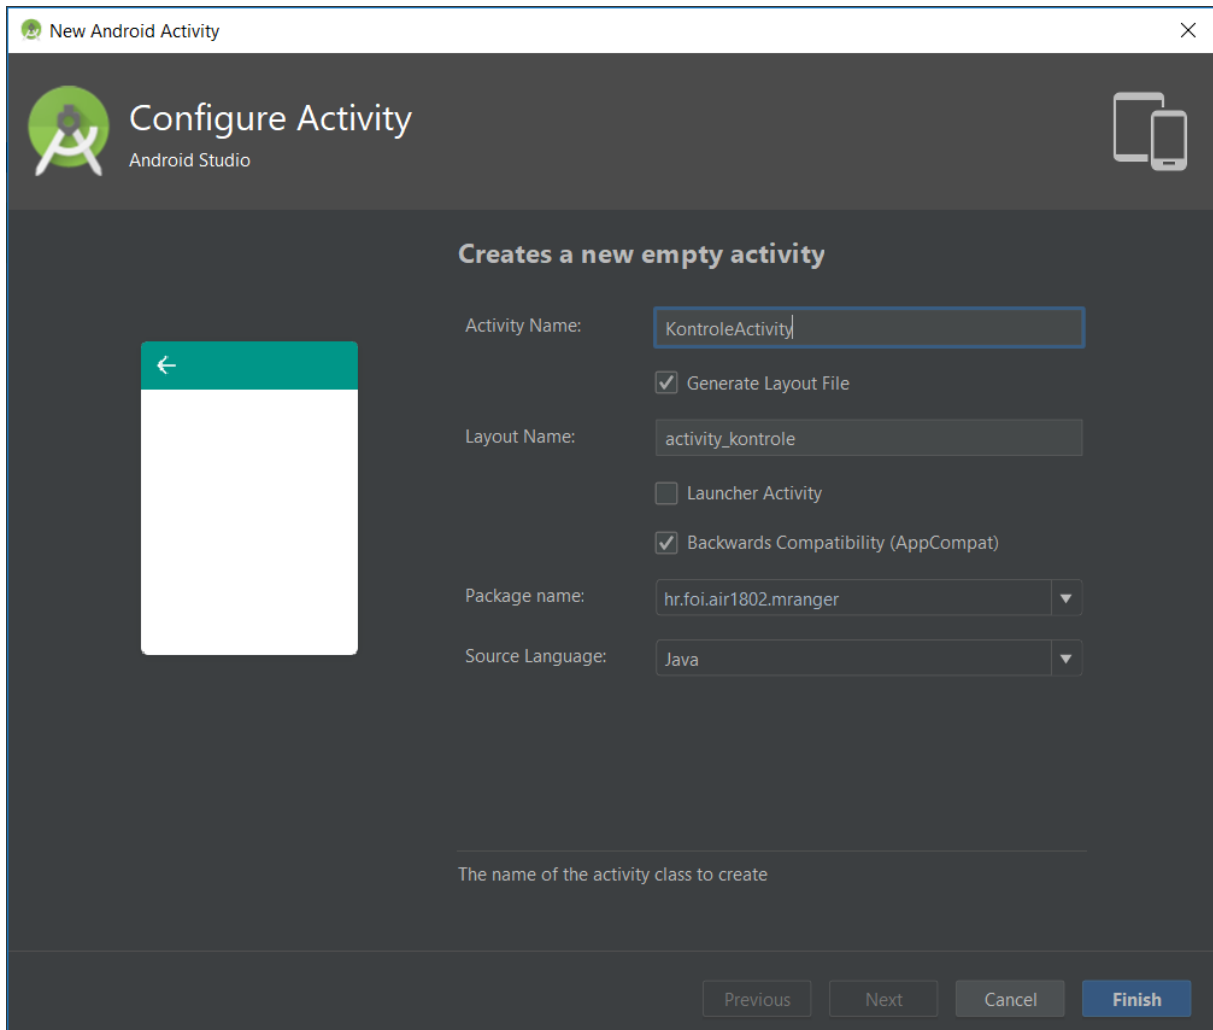 New Android Activity
Configure Activity
Android Studio
Creates a new empty activity
Activity Name: KontroleActivity
Generate Layout File
Layout Name: activity_kontrole
Launcher Activity
Backwards Compatibility (AppCompat)
Package name: hr.foi.air1802.mranger
Source Language: Java
The name of the activity class to create
Previous Next Cancel Finish